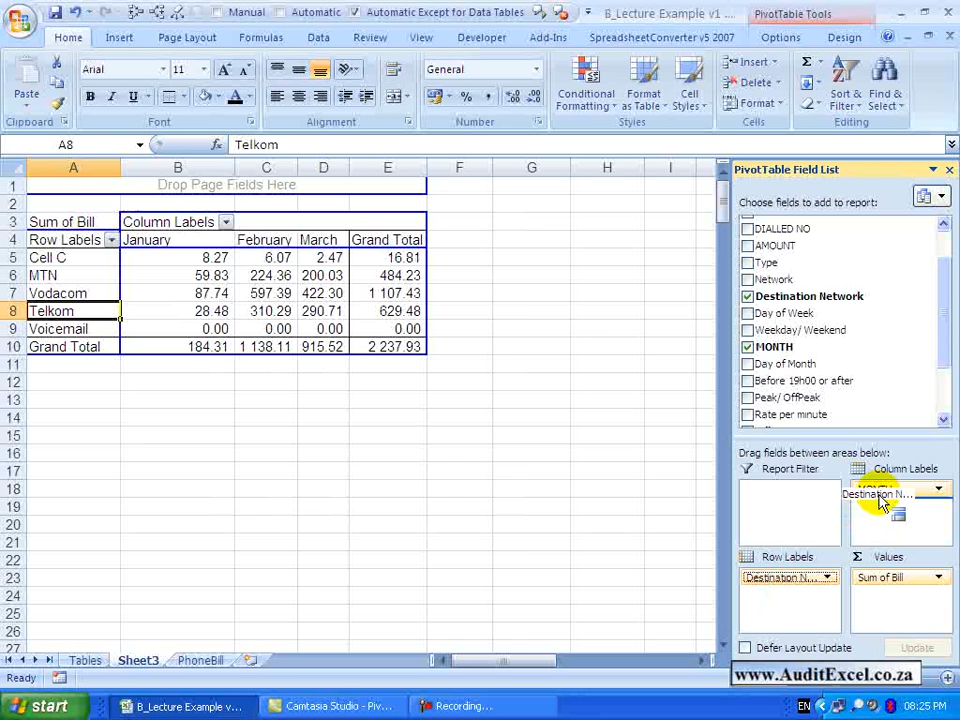 Manual Automatic Automatic Except for Data Tables B_Lecture Example v1 ... PivotTable Tools
Home Insert Page Layout Formulas Data Review View Developer Add-Ins SpreadsheetConverter v5 2007 Options Design
Paste Arial 11 General Conditional Formatting Format as Table Cell Styles Insert Delete Format Sort & Filter Find & Select
Clipboard Font Alignment Number Styles Cells Editing
A8 fx Telkom
A B C D E F G H I
1 Drop Page Fields Here
2
3 Sum of Bill Column Labels
4 Row Labels January February March Grand Total
5 Cell C 8.27 6.07 2.47 16.81
6 MTN 59.83 224.36 200.03 484.23
7 Vodacom 87.74 597.39 422.30 1 107.43
8 Telkom 28.48 310.29 290.71 629.48
9 Voicemail 0.00 0.00 0.00 0.00
10 Grand Total 184.31 1 138.11 915.52 2 237.93
11
12
13
14
15
16
17
18
19
20
21
22
23
24
25
26
27
PivotTable Field List
Choose fields to add to report:
DIALLED NO
AMOUNT
Type
Network
Destination Network
Day of Week
Weekday/ Weekend
MONTH
Day of Month
Before 19h00 or after
Peak/ OffPeak
Rate per minute
Drag fields between areas below:
Report Filter Column Labels
Destination N...
Row Labels Σ Values
Destination N... Sum of Bill
Defer Layout Update Update
Tables Sheet3 PhoneBill
www.AuditExcel.co.za
Ready
start B_Lecture Example v... Camtasia Studio - Piv... Recording... EN 08:25 PM